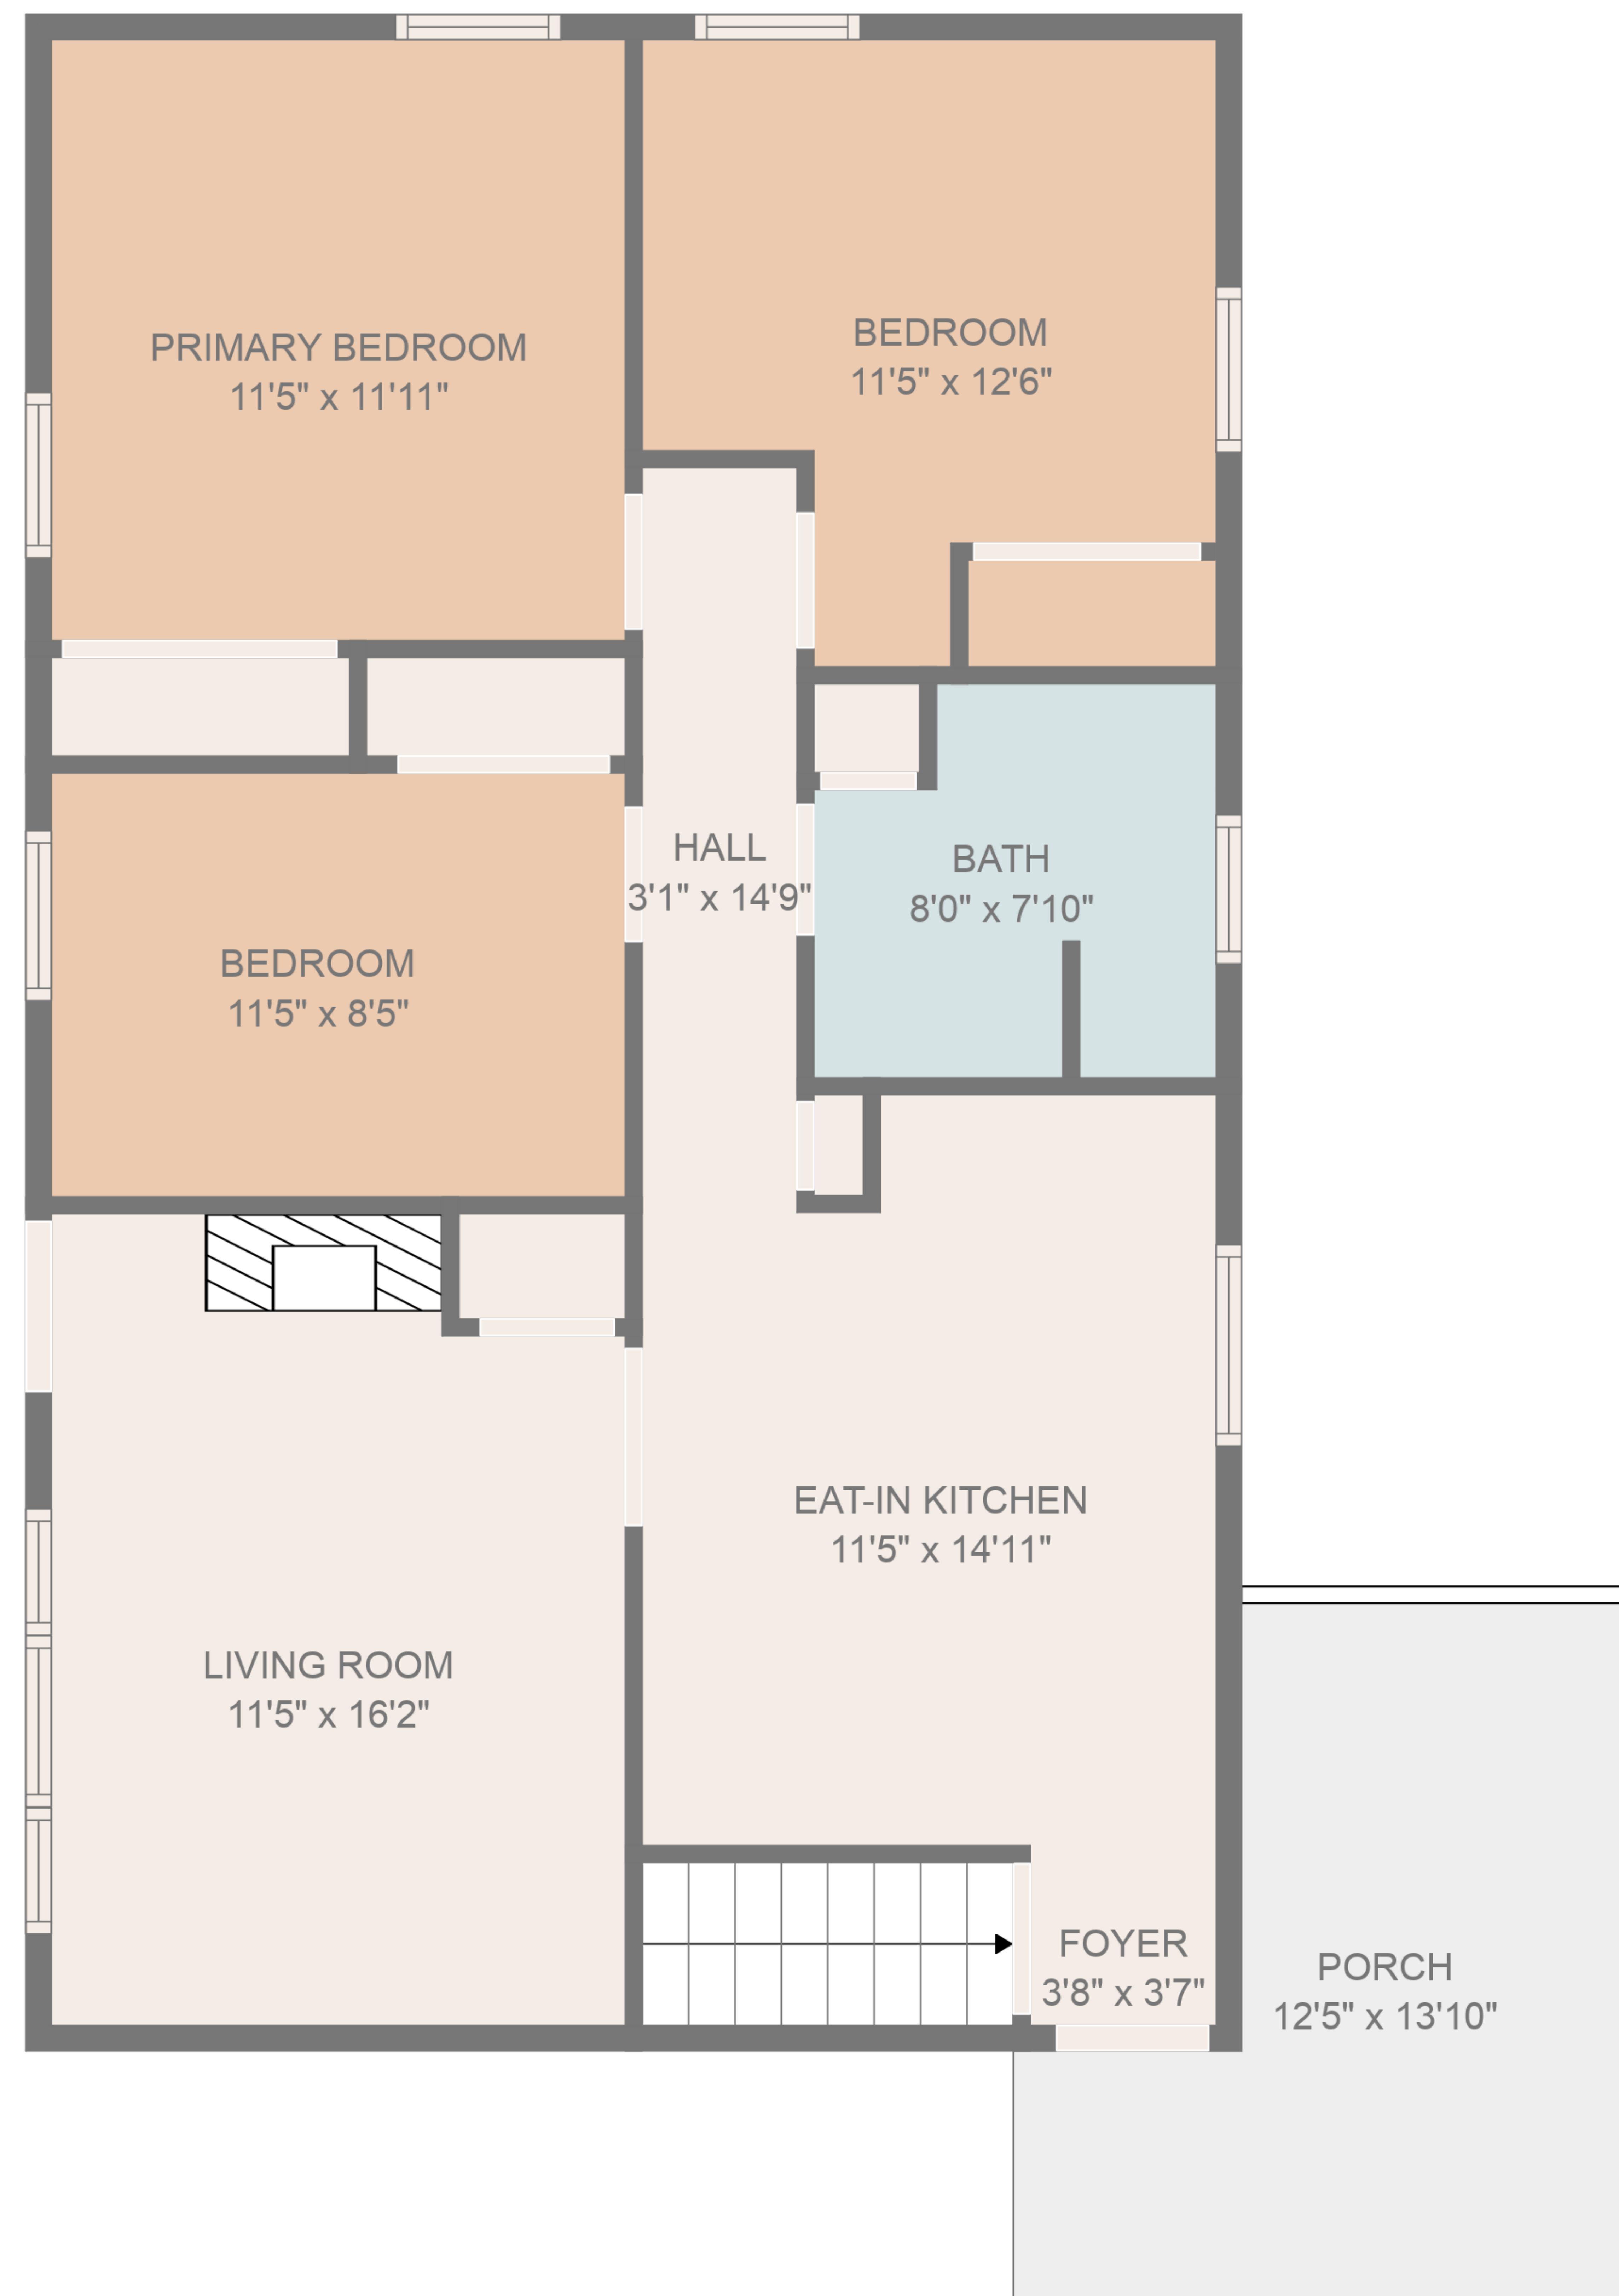 PRIMARY BEDROOM
11'5" x 11'11"
BEDROOM
11'5" x 12'6"
HALL
3'1" x 14'9"
BATH
8'0" x 7'10"
BEDROOM
11'5" x 8'5"
EAT-IN KITCHEN
11'5" x 14'11"
LIVING ROOM
11'5" x 16'2"
FOYER
3'8" x 3'7"
PORCH
12'5" x 13'10"